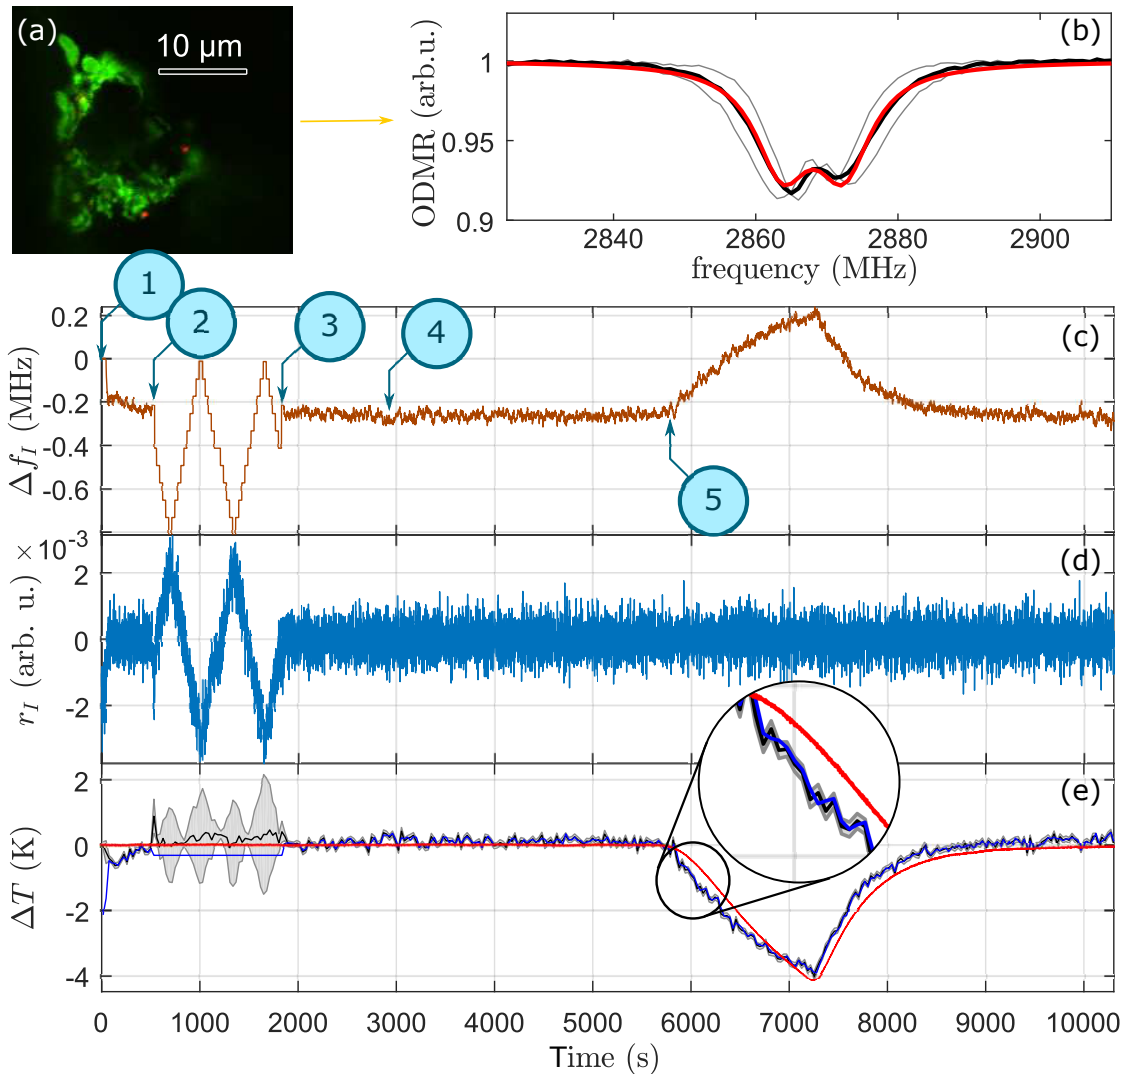 (a)
10 μm
(b)
ODMR (arb.u.)
1
0.95
0.9
2840 2860 2880 2900
frequency (MHz)
1
2
3
4
5
(c)
Δf_I (MHz)
0.2
0
-0.2
-0.4
-0.6
(d)
r_I (arb. u.)
× 10⁻³
2
0
-2
(e)
ΔT (K)
2
0
-2
-4
0 1000 2000 3000 4000 5000 6000 7000 8000 9000 10000
Time (s)